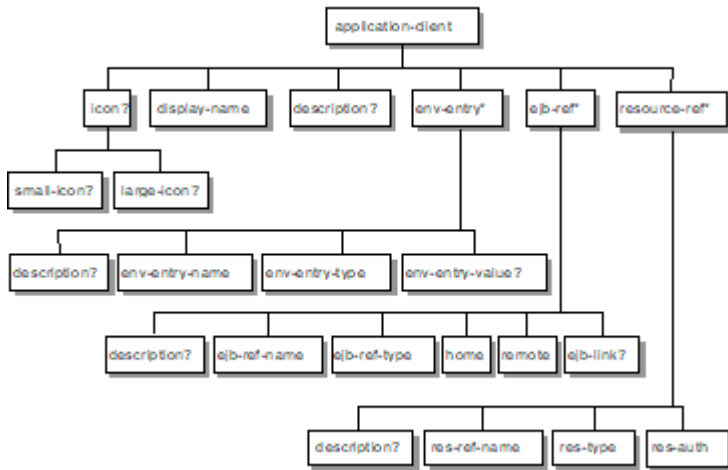 application-client
icon? display-name description? env-entry* ejb-ref* resource-ref*
small-icon? large-icon?
description? env-entry-name env-entry-type env-entry-value?
description? ejb-ref-name ejb-ref-type home remote ejb-link?
description? res-ref-name res-type res-auth